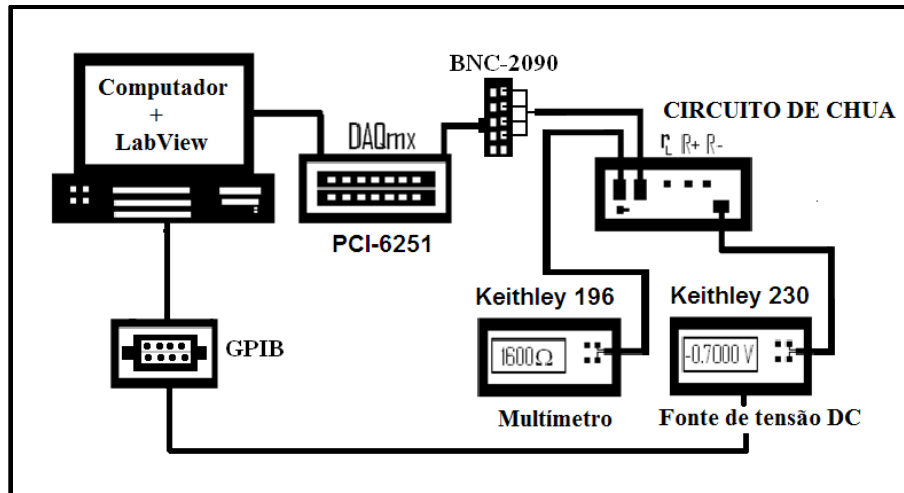 Computador
+
LabView
DAQmx
PCI-6251
BNC-2090
CIRCUITO DE CHUA
rL R+ R-
GPIB
Keithley 196
1600Ω
Multímetro
Keithley 230
-0.7000 V
Fonte de tensão DC